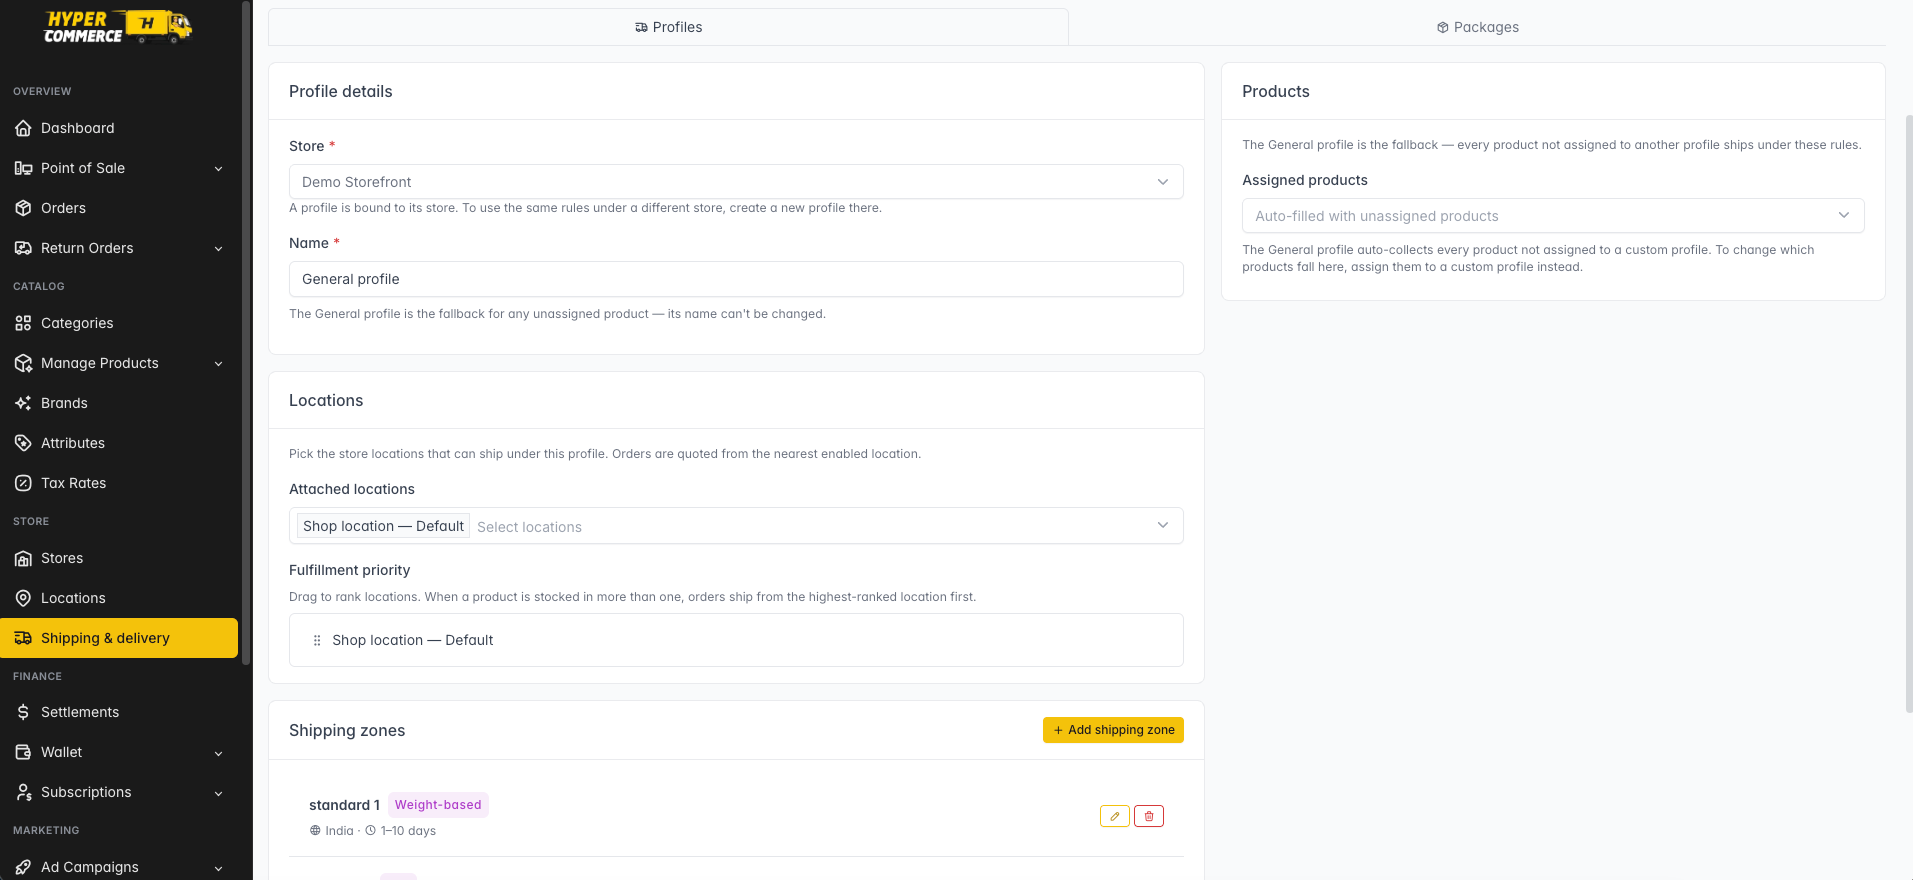 HYPER
COMMERCE
H
OVERVIEW
Dashboard
Point of Sale
Orders
Return Orders
CATALOG
Categories
Manage Products
Brands
Attributes
Tax Rates
STORE
Stores
Locations
Shipping & delivery
FINANCE
Settlements
Wallet
Subscriptions
MARKETING
Ad Campaigns
Profiles
Packages
Profile details
Store *
Demo Storefront
A profile is bound to its store. To use the same rules under a different store, create a new profile there.
Name *
General profile
The General profile is the fallback for any unassigned product — its name can't be changed.
Locations
Pick the store locations that can ship under this profile. Orders are quoted from the nearest enabled location.
Attached locations
Shop location — Default Select locations
Fulfillment priority
Drag to rank locations. When a product is stocked in more than one, orders ship from the highest-ranked location first.
Shop location — Default
Shipping zones
+ Add shipping zone
standard 1 Weight-based
India · 1–10 days
Products
The General profile is the fallback — every product not assigned to another profile ships under these rules.
Assigned products
Auto-filled with unassigned products
The General profile auto-collects every product not assigned to a custom profile. To change which
products fall here, assign them to a custom profile instead.